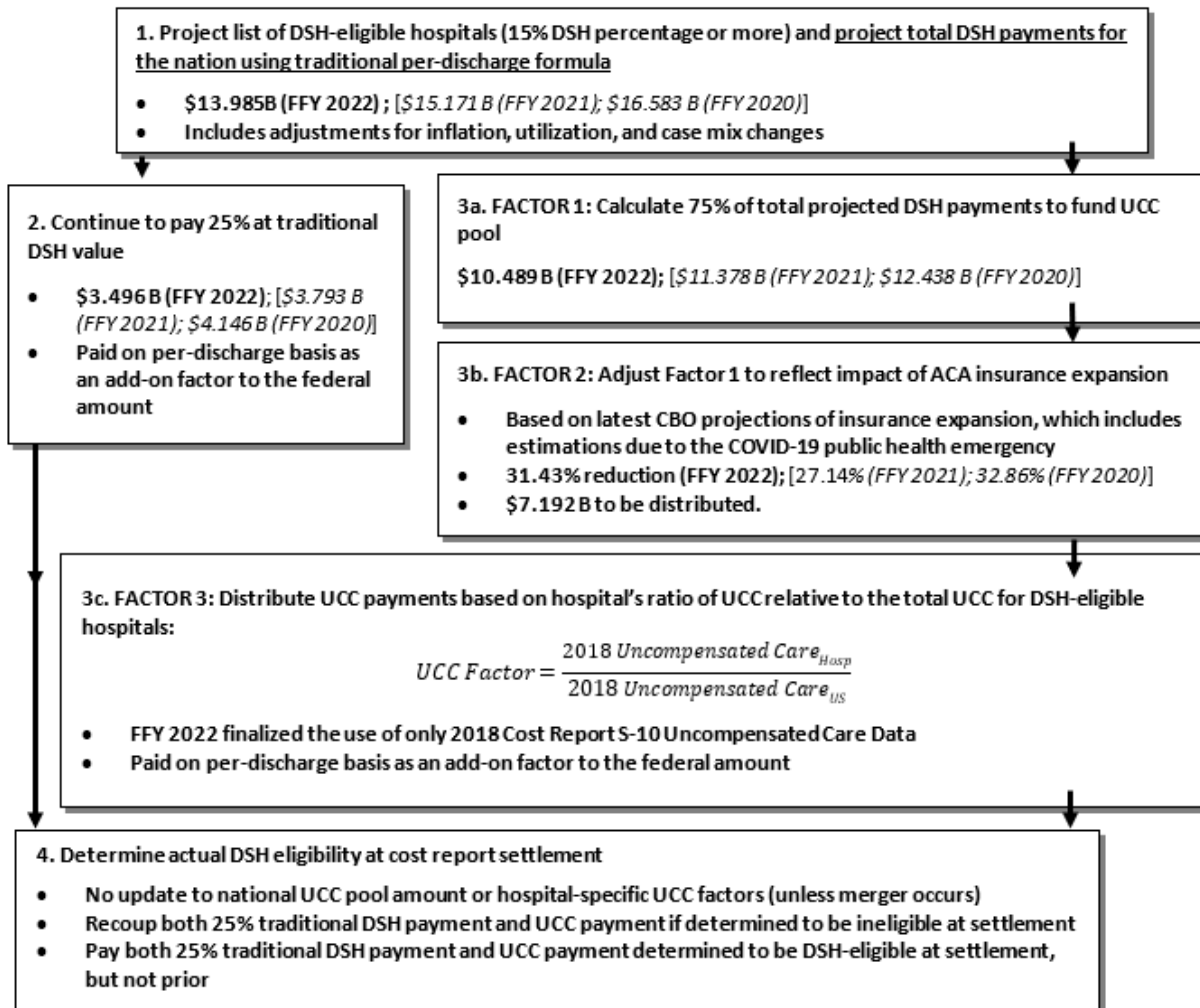 1. Project list of DSH-eligible hospitals (15% DSH percentage or more) and project total DSH payments for
the nation using traditional per-discharge formula
• $13.985B (FFY 2022) ; [$15.171 B (FFY 2021); $16.583 B (FFY 2020)]
• Includes adjustments for inflation, utilization, and case mix changes
2. Continue to pay 25% at traditional
DSH value
• $3.496 B (FFY 2022); [$3.793 B
(FFY 2021); $4.146 B (FFY 2020)]
• Paid on per-discharge basis as
an add-on factor to the federal
amount
3a. FACTOR 1: Calculate 75% of total projected DSH payments to fund UCC
pool
$10.489 B (FFY 2022); [$11.378 B (FFY 2021); $12.438 B (FFY 2020)]
3b. FACTOR 2: Adjust Factor 1 to reflect impact of ACA insurance expansion
• Based on latest CBO projections of insurance expansion, which includes
estimations due to the COVID-19 public health emergency
• 31.43% reduction (FFY 2022); [27.14% (FFY 2021); 32.86% (FFY 2020)]
• $7.192 B to be distributed.
3c. FACTOR 3: Distribute UCC payments based on hospital's ratio of UCC relative to the total UCC for DSH-eligible
hospitals:
UCC Factor = 2018 Uncompensated Care Hosp
2018 Uncompensated Care US
• FFY 2022 finalized the use of only 2018 Cost Report S-10 Uncompensated Care Data
• Paid on per-discharge basis as an add-on factor to the federal amount
4. Determine actual DSH eligibility at cost report settlement
• No update to national UCC pool amount or hospital-specific UCC factors (unless merger occurs)
• Recoup both 25% traditional DSH payment and UCC payment if determined to be ineligible at settlement
• Pay both 25% traditional DSH payment and UCC payment determined to be DSH-eligible at settlement,
but not prior